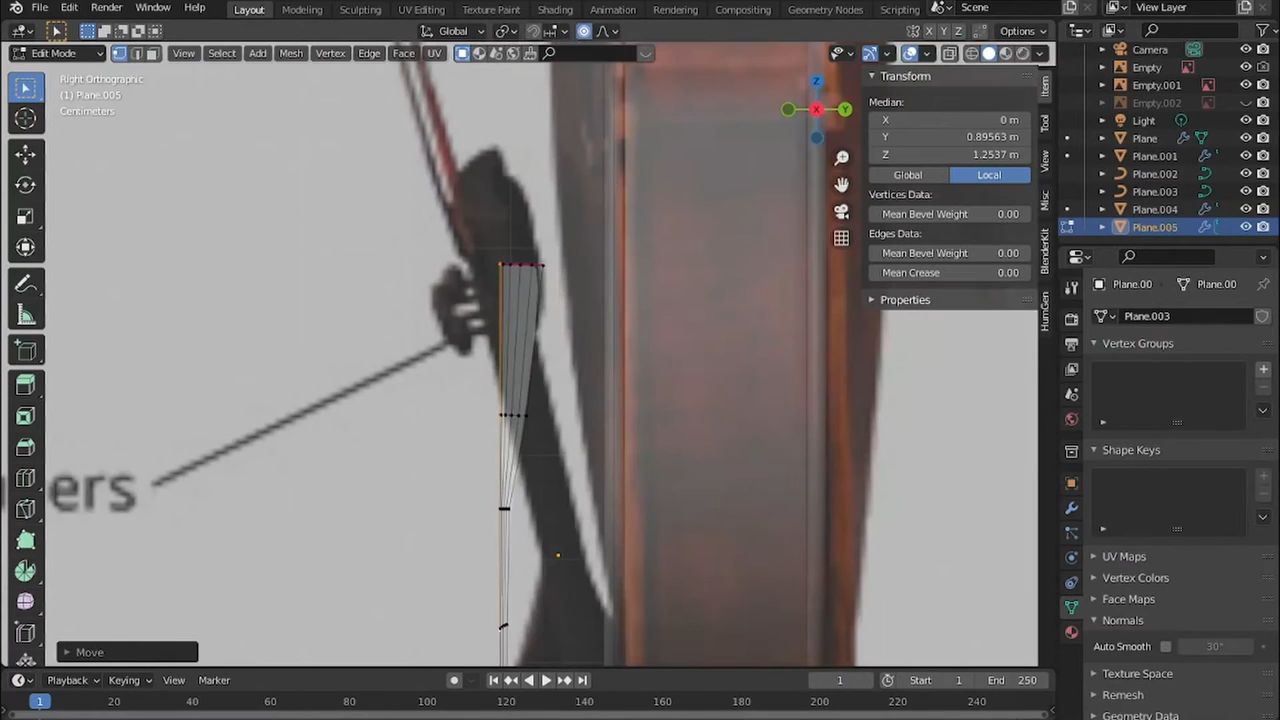 File Edit Render Window Help Layout Modeling Sculpting UV Editing Texture Paint Shading Animation Rendering Compositing Geometry Nodes Scripting Scene View Layer
Global X Y Z Options
Edit Mode View Select Add Mesh Vertex Edge Face UV
Right Orthographic
(1) Plane.005
Centimeters
ers
Move
Z
X
Y
Transform
Median:
X 0 m
Y 0.89563 m
Z 1.2537 m
Global Local
Vertices Data:
Mean Bevel Weight 0.00
Edges Data:
Mean Bevel Weight 0.00
Mean Crease 0.00
Properties
Item
Tool
View
Misc
BlenderKit
HumGen
Camera
Empty
Empty.001
Empty.002
Light
Plane
Plane.001
Plane.002
Plane.003
Plane.004
Plane.005
Plane.00 Plane.00
Plane.003
Vertex Groups
Shape Keys
UV Maps
Vertex Colors
Face Maps
Normals
Auto Smooth 30°
Texture Space
Remesh
Geometry Data
Playback Keying View Marker 1 Start 1 End 250
1 20 40 60 80 100 120 140 160 180 200 220 240